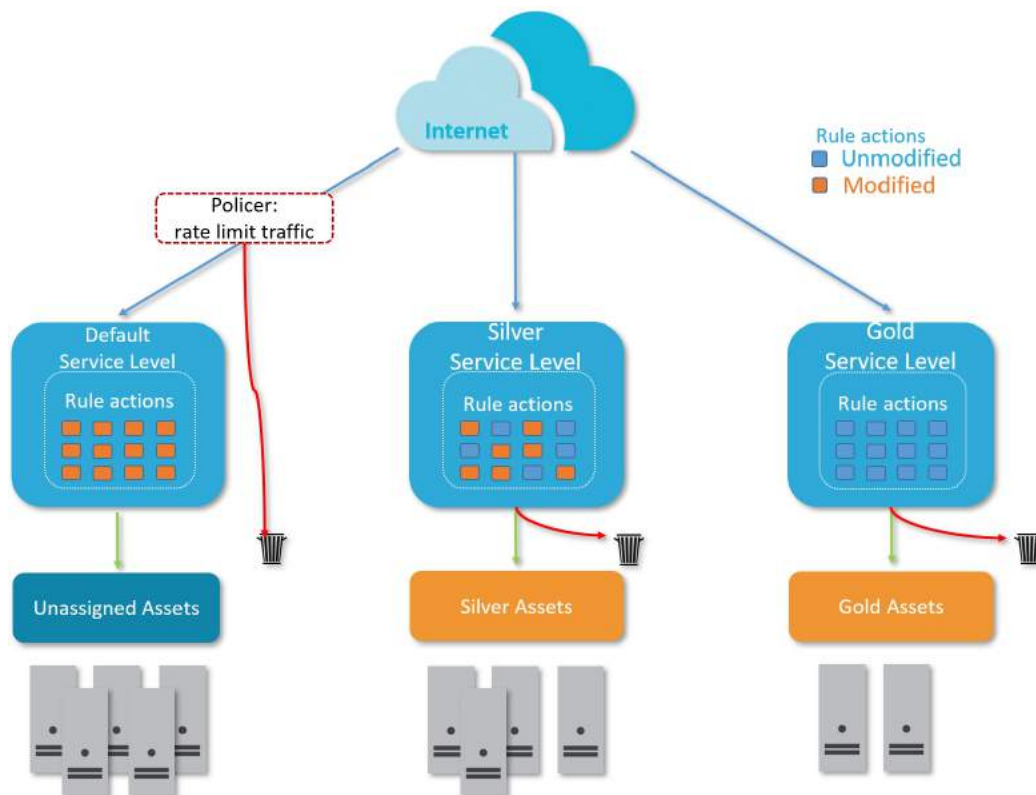 Internet
Rule actions
Unmodified
Modified
Policer:
rate limit traffic
Default
Service Level
Rule actions
Silver
Service Level
Rule actions
Gold
Service Level
Rule actions
Unassigned Assets
Silver Assets
Gold Assets